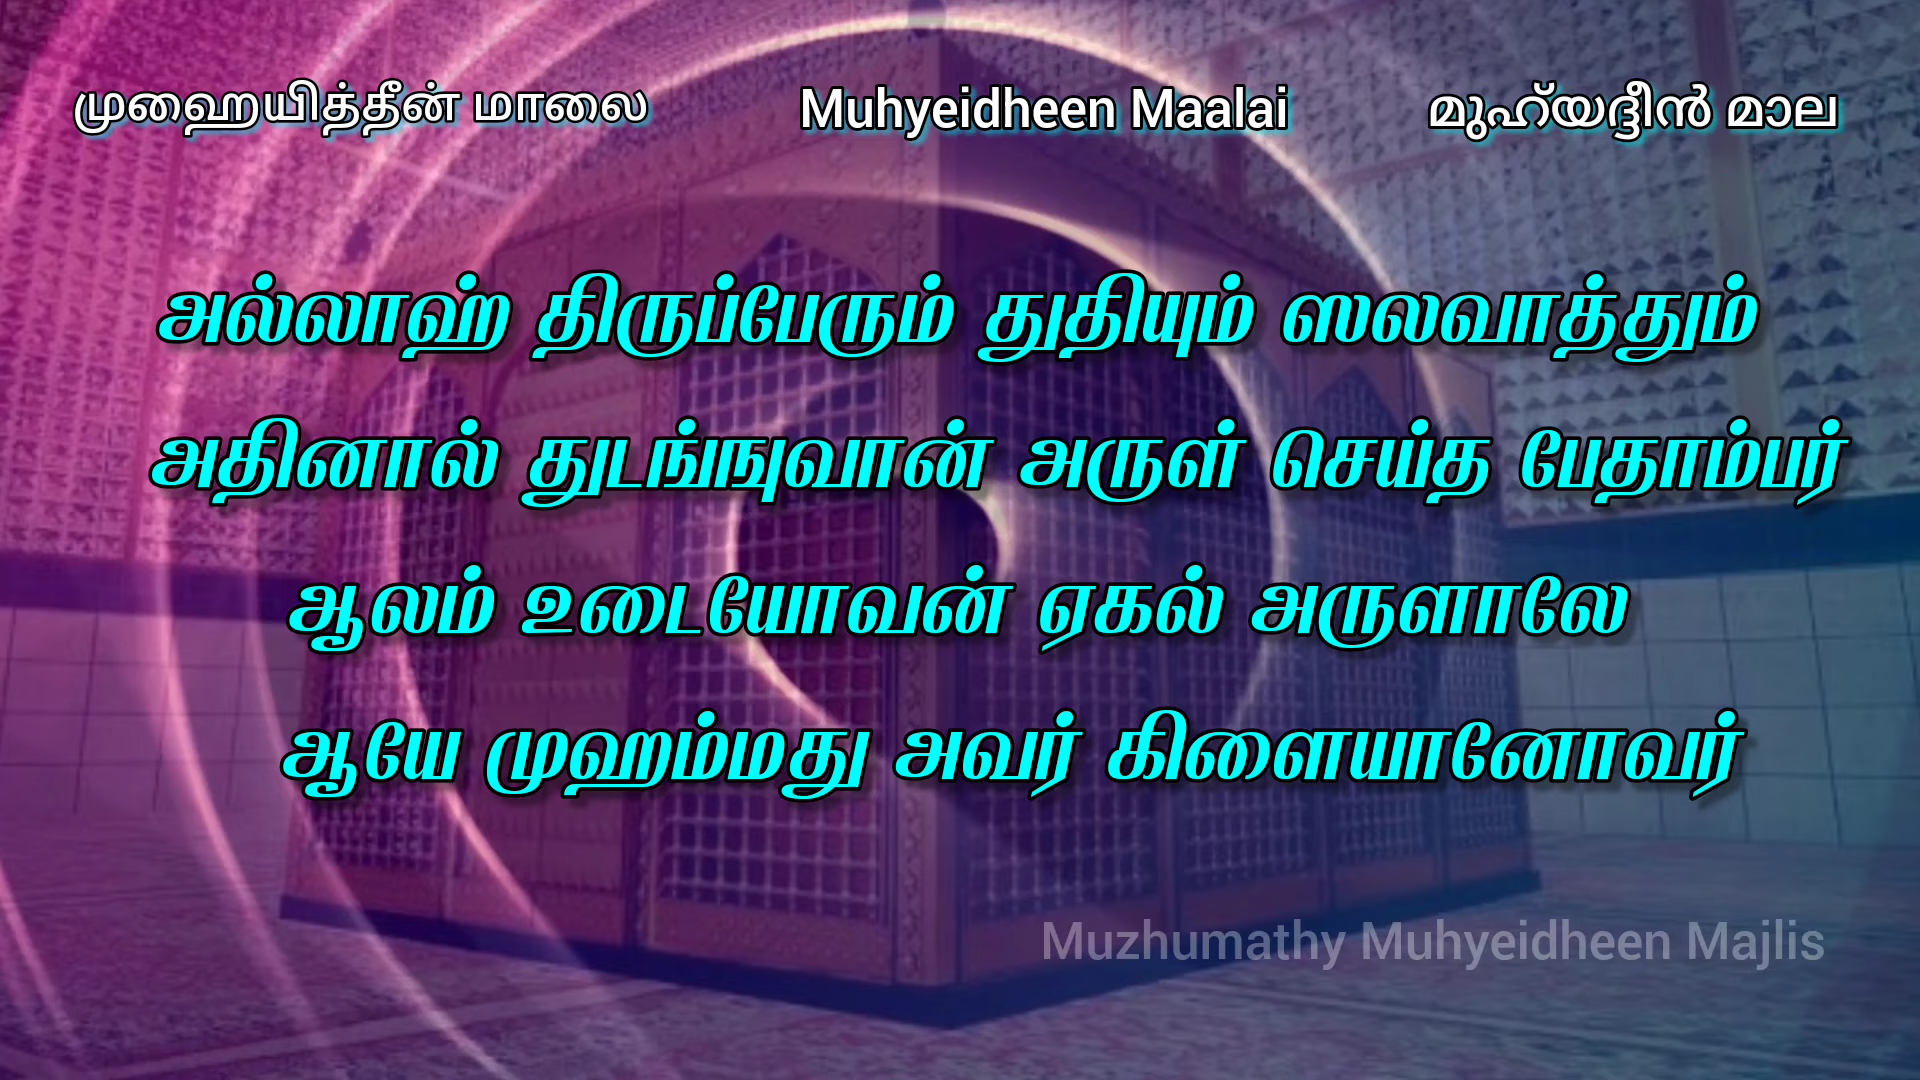 முஹையித்தீன் மாலை Muhyeidheen Maalai മുഹ്‌യദ്ദീൻ മാല
அல்லாஹ் திருப்பேரும் துதியும் ஸலவாத்தும்
அதினால் துடங்ஙுவான் அருள் செய்த பேதாம்பர்
ஆலம் உடையோவன் ஏகல் அருளாலே
ஆயே முஹம்மது அவர் கிளையானோவர்
Muzhumathy Muhyeidheen Majlis